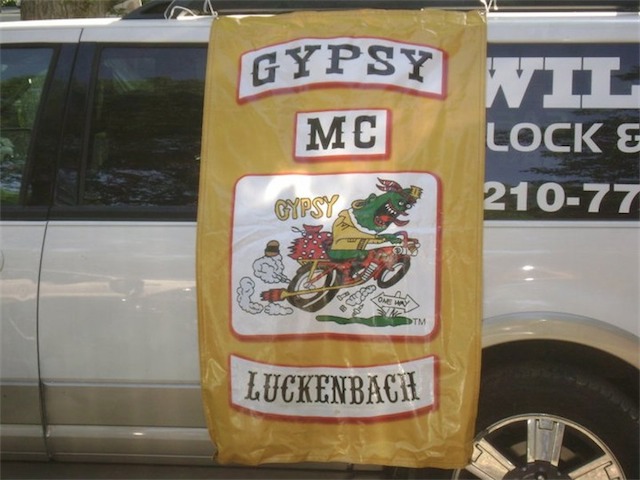 GYPSY
MC
GYPSY
ONE WAY
TM
LUCKENBACH
WIL
LOCK &
210-77